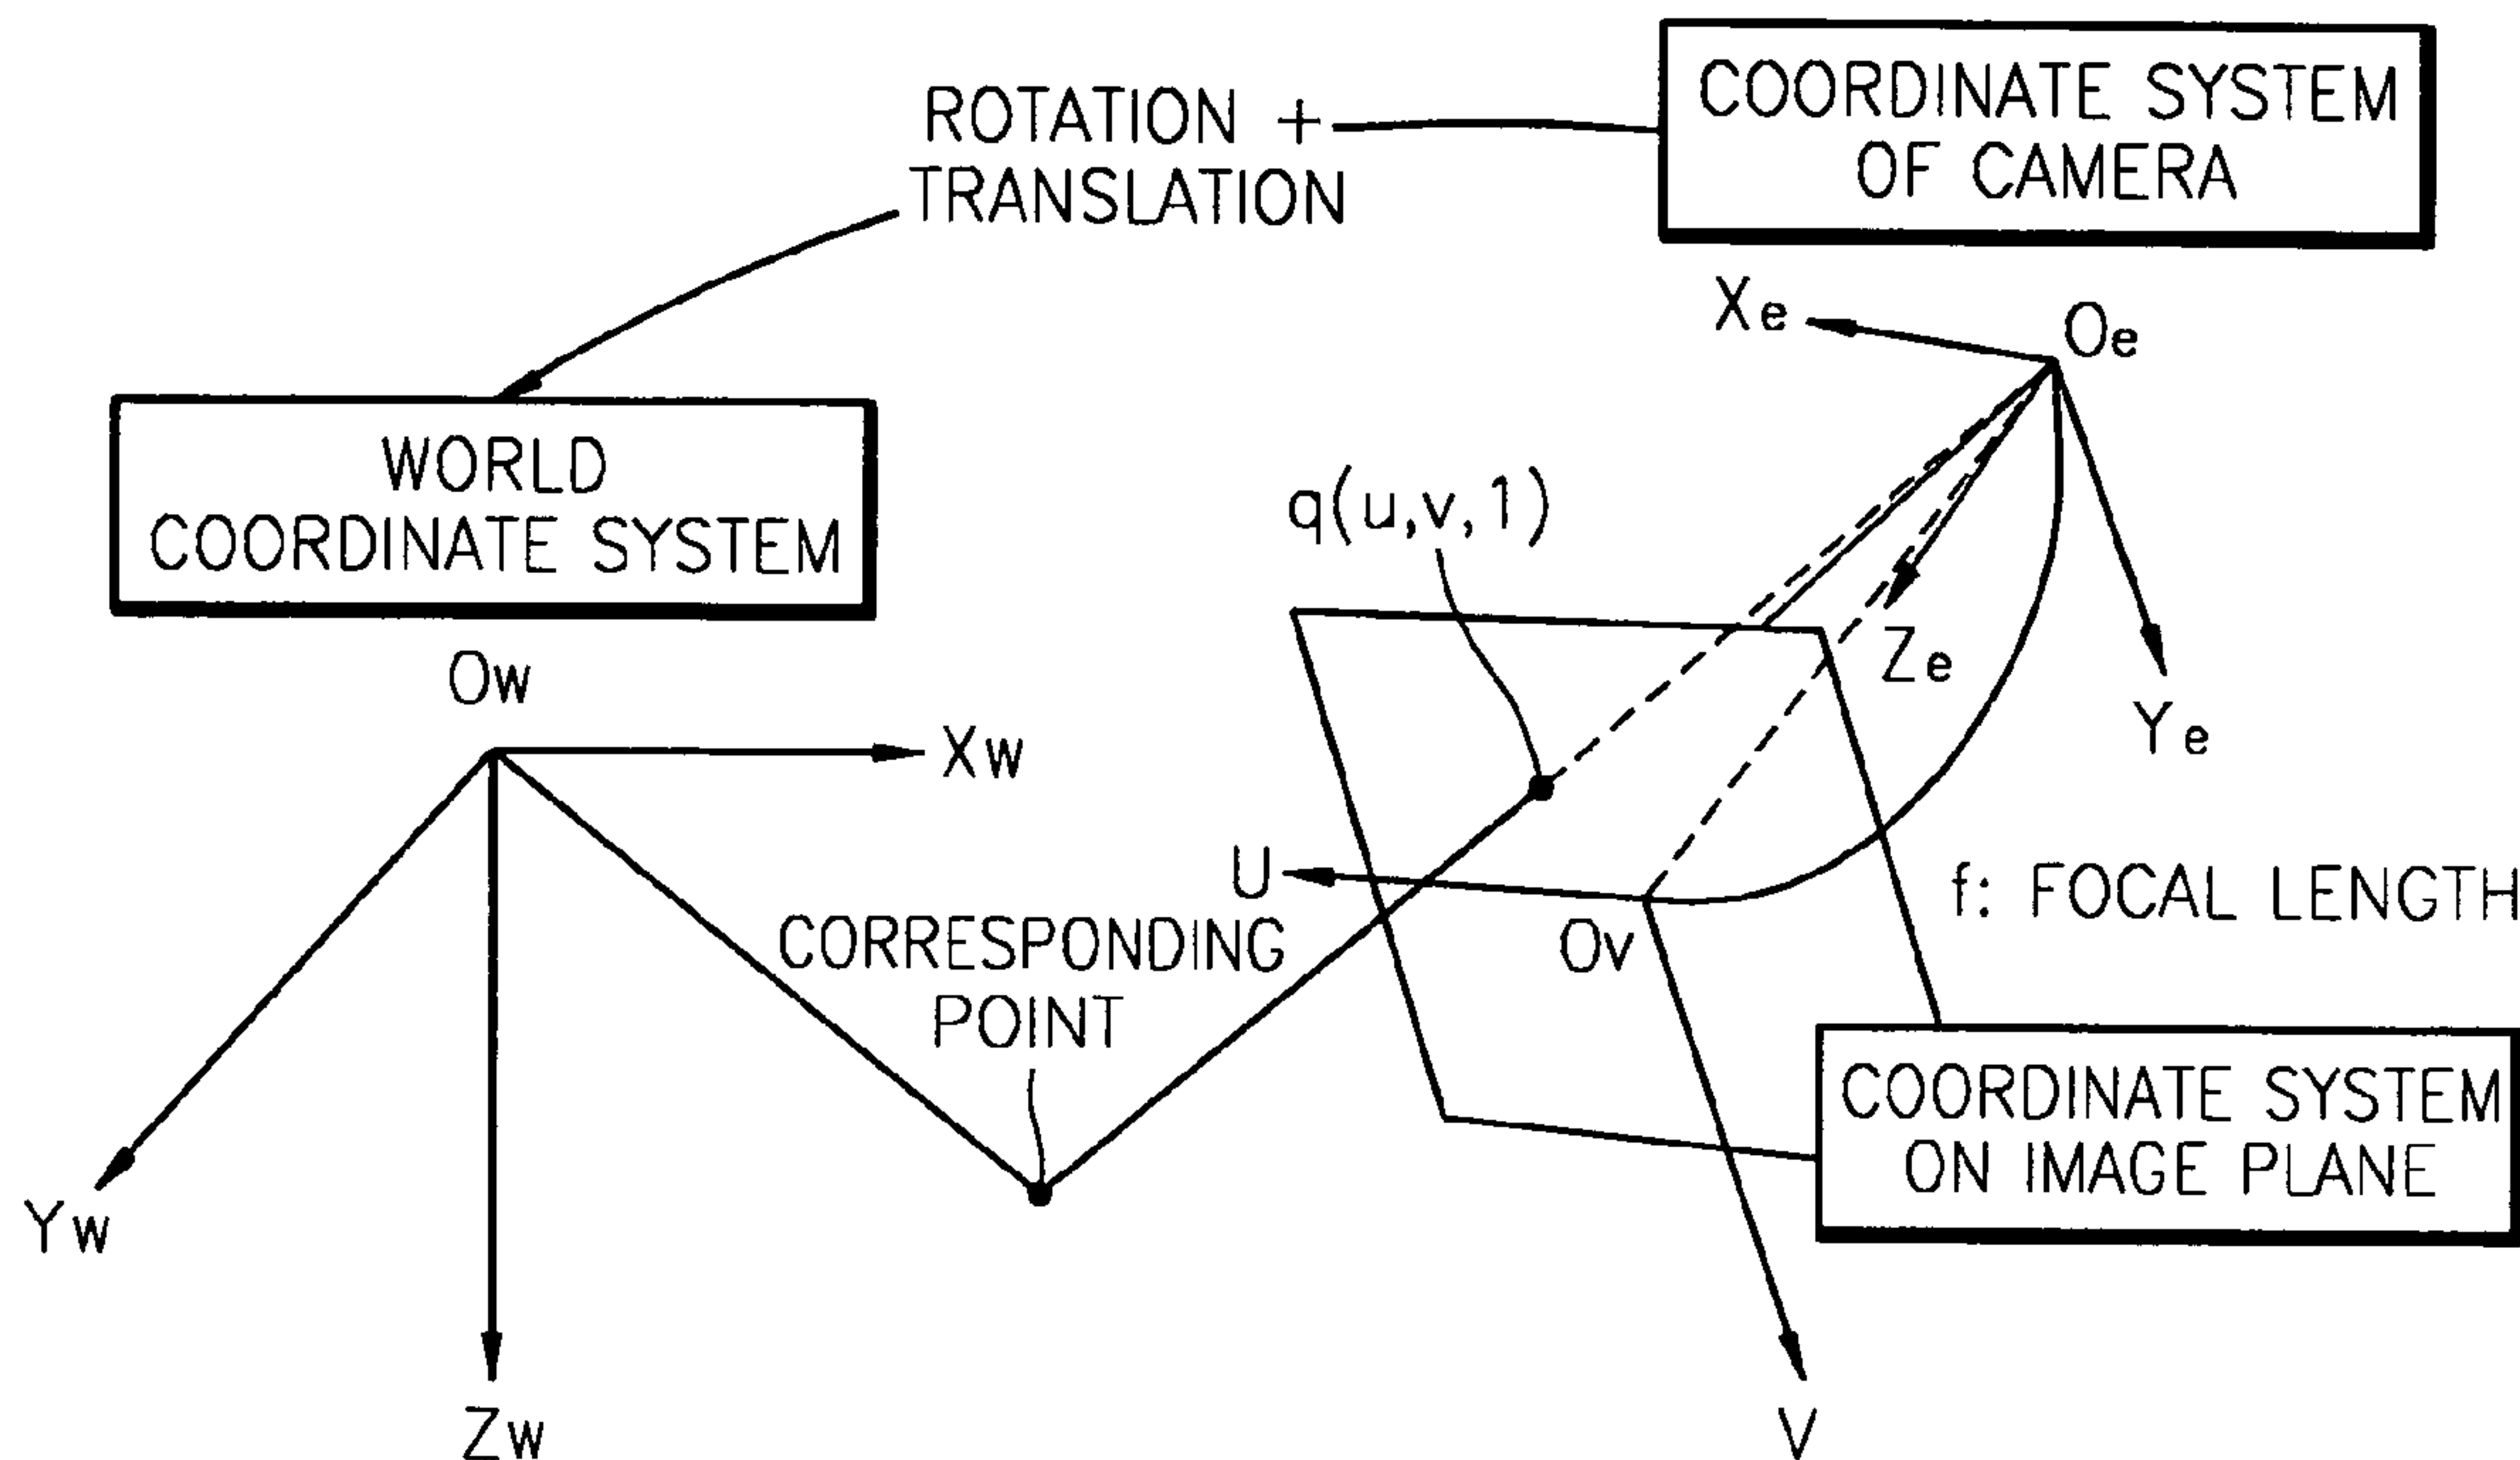 COORDINATE SYSTEM
OF CAMERA
ROTATION +
TRANSLATION
Xe
Oe
WORLD
COORDINATE SYSTEM
q(u,v,1)
Ze
Ow
Ye
Xw
U
f: FOCAL LENGTH
CORRESPONDING
POINT
Ov
COORDINATE SYSTEM
ON IMAGE PLANE
Yw
Zw
V